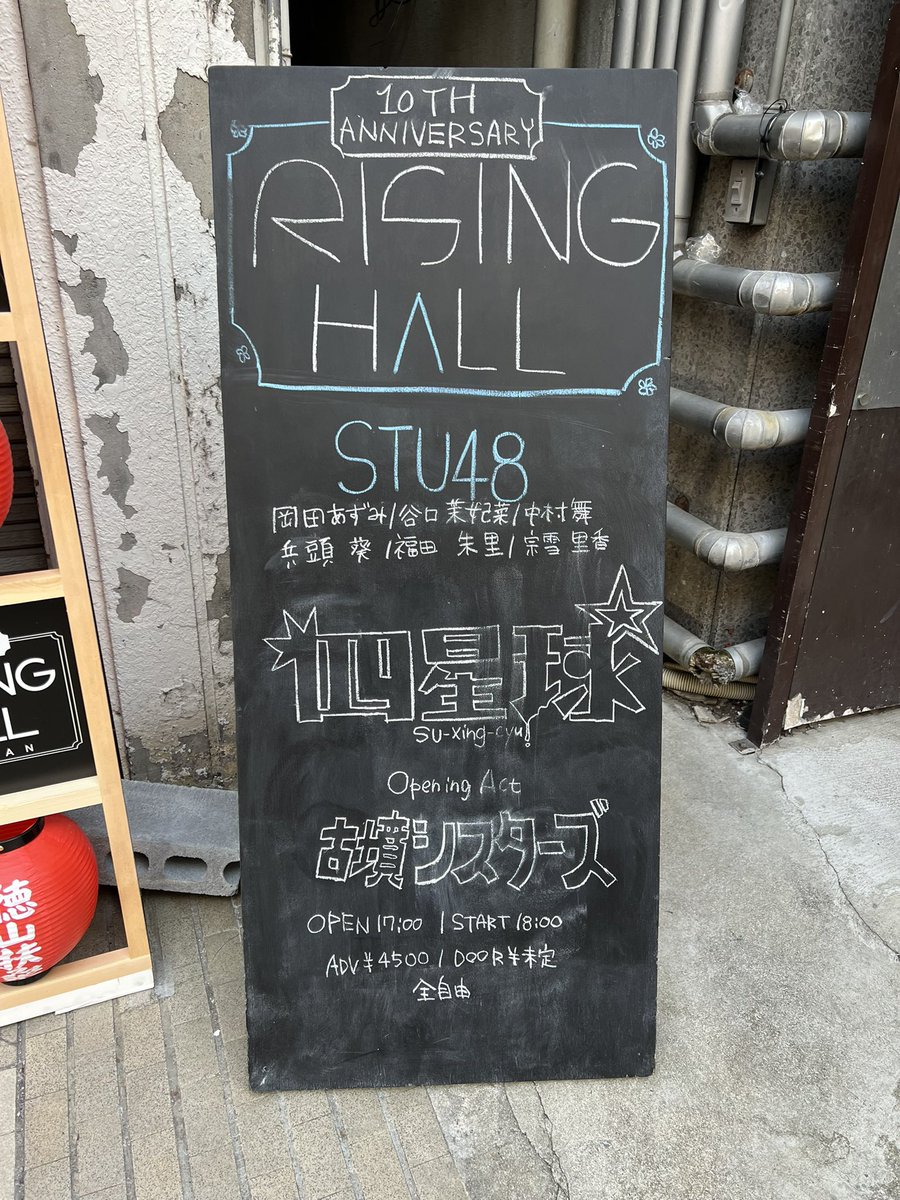 10TH
ANNIVERSARY
RISING
HALL
STU48
岡田あずみ/谷口茉妃菜/中村舞
兵頭 葵/福田 朱里/宗雪里香
四星球
su-xing-cyu!
Opening Act
古墳シスターズ
OPEN 17:00 / START 18:00
ADV ¥4500 / DOOR ¥未定
全自由
NG
LL
AN
徳山